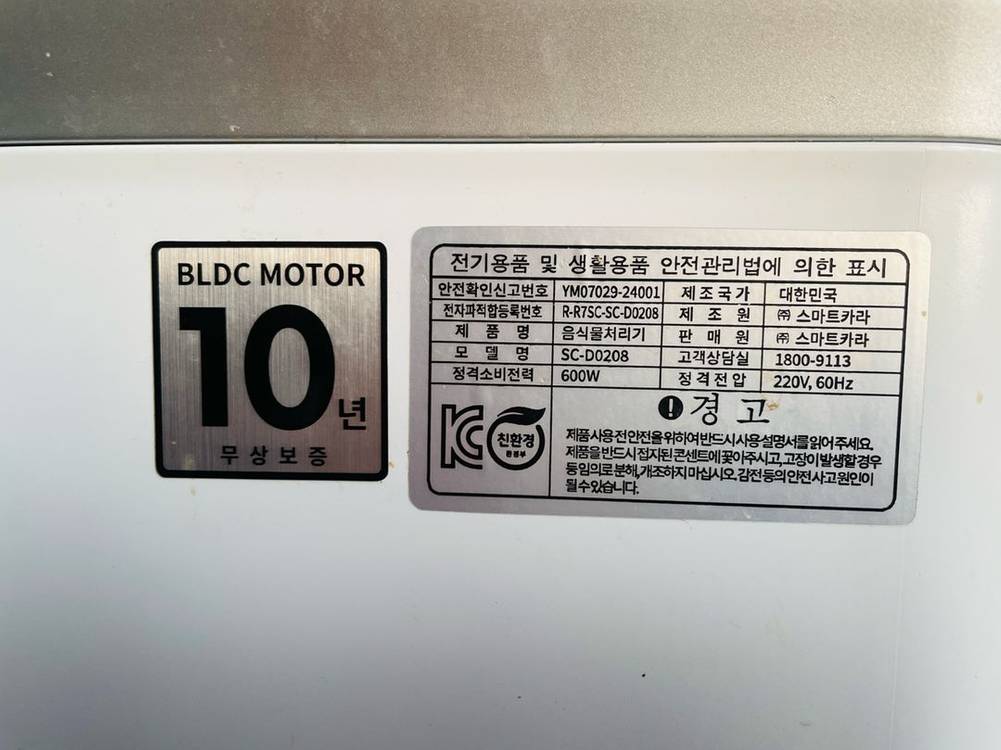 BLDC MOTOR
10년
무상보증
전기용품 및 생활용품 안전관리법에 의한 표시
안전확인신고번호 YM07029-24001 제조국가 대한민국
전자파적합등록번호 R-R7SC-SC-D0208 제조원 ㈜ 스마트카라
제품명 음식물처리기 판매원 ㈜ 스마트카라
모델명 SC-D0208 고객상담실 1800-9113
정격소비전력 600W 정격전압 220V, 60Hz
KC 친환경
환경부
경고
제품 사용 전 안전을 위하여 반드시 사용 설명서를 읽어 주세요.
제품을 반드시 접지된 콘센트에 꽂아주시고, 고장이 발생할 경우
등 임의로 분해, 개조하지 마십시오. 감전 등의 안전사고 원인이
될 수 있습니다.